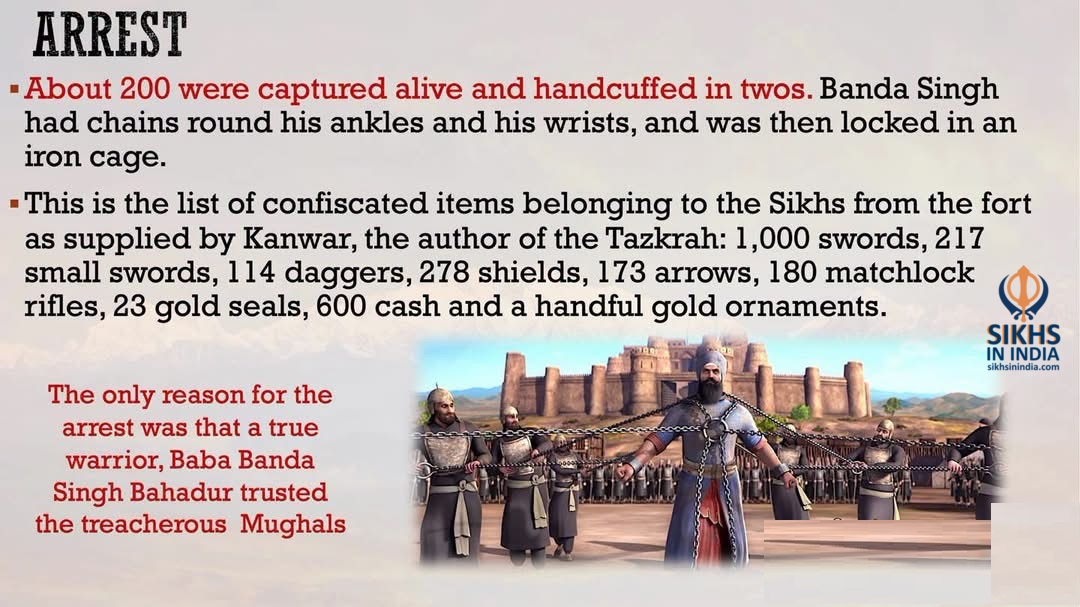 ARREST
▪About 200 were captured alive and handcuffed in twos. Banda Singh
had chains round his ankles and his wrists, and was then locked in an
iron cage.
▪This is the list of confiscated items belonging to the Sikhs from the fort
as supplied by Kanwar, the author of the Tazkrah: 1,000 swords, 217
small swords, 114 daggers, 278 shields, 173 arrows, 180 matchlock
rifles, 23 gold seals, 600 cash and a handful gold ornaments.
SIKHS
IN INDIA
sikhsinindia.com
The only reason for the
arrest was that a true
warrior, Baba Banda
Singh Bahadur trusted
the treacherous Mughals